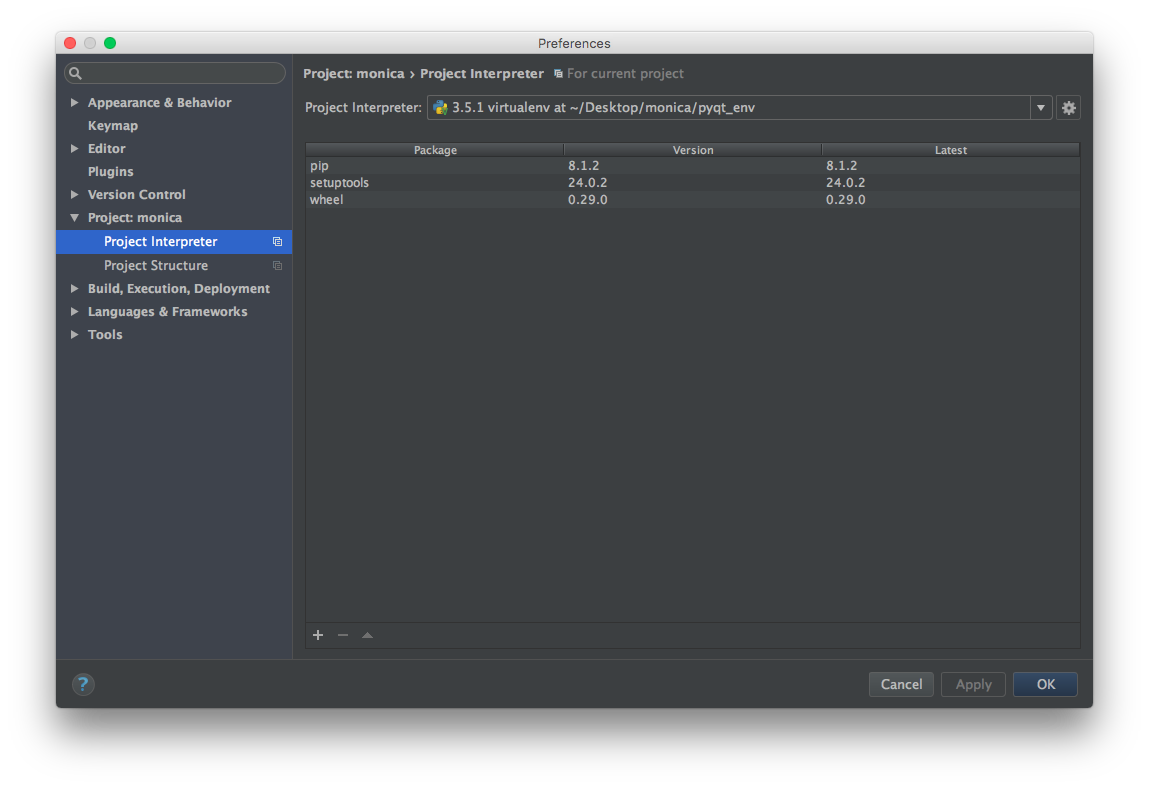 Preferences
Appearance & Behavior
Keymap
Editor
Plugins
Version Control
Project: monica
Project Interpreter
Project Structure
Build, Execution, Deployment
Languages & Frameworks
Tools
Project: monica › Project Interpreter For current project
Project Interpreter: 3.5.1 virtualenv at ~/Desktop/monica/pyqt_env
Package Version Latest
pip 8.1.2 8.1.2
setuptools 24.0.2 24.0.2
wheel 0.29.0 0.29.0
? Cancel Apply OK